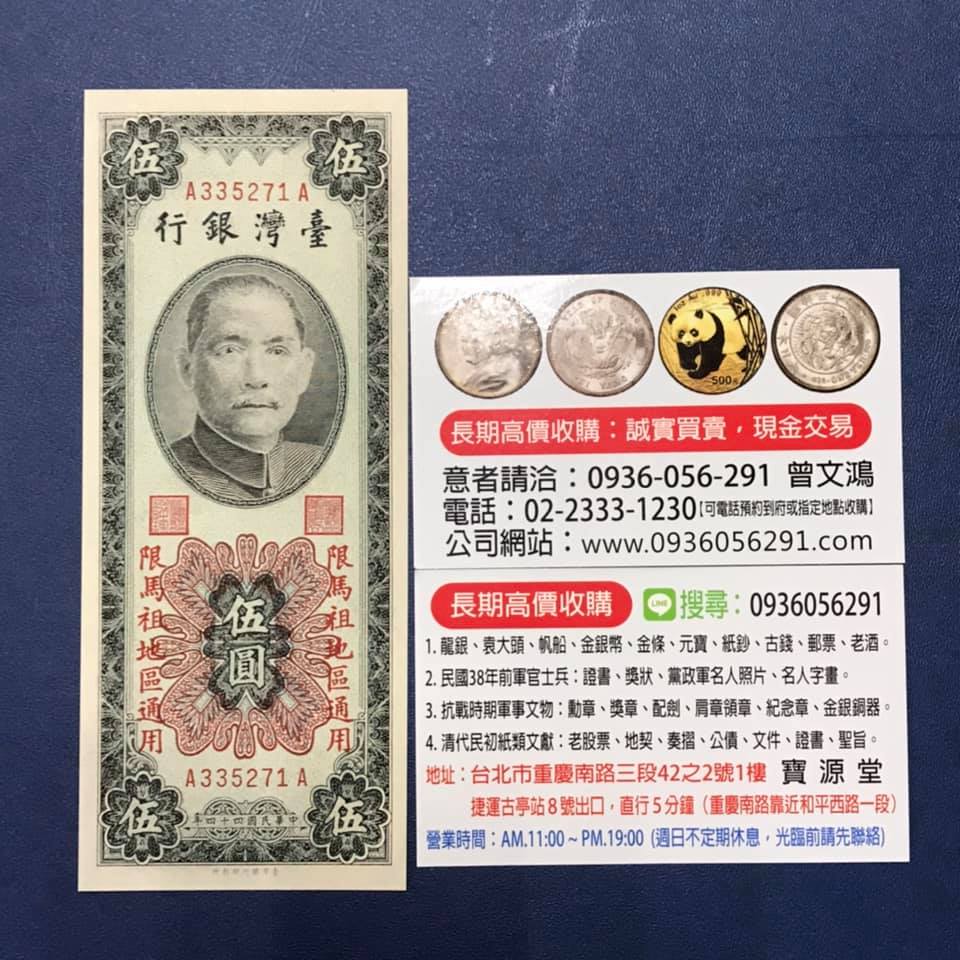 伍 伍
A335271A
行銀灣臺
限馬祖地區通用
限馬祖地區通用
伍圓
A335271A
伍 伍
年四十四國民華中
500元
長期高價收購：誠實買賣，現金交易
意者請洽：0936-056-291 曾文鴻
電話：02-2333-1230【可電話預約到府或指定地點收購】
公司網站：www.0936056291.com
長期高價收購 LINE 搜尋：0936056291
1. 龍銀、袁大頭、帆船、金銀幣、金條、元寶、紙鈔、古錢、郵票、老酒。
2. 民國38年前軍官士兵：證書、獎狀、黨政軍名人照片、名人字畫。
3. 抗戰時期軍事文物：勳章、獎章、配劍、肩章領章、紀念章、金銀銅器。
4. 清代民初紙類文獻：老股票、地契、奏摺、公債、文件、證書、聖旨。
地址：台北市重慶南路三段42之2號1樓 寶源堂
捷運古亭站8號出口，直行5分鐘（重慶南路靠近和平西路一段）
營業時間：AM.11:00 ~ PM.19:00 (週日不定期休息，光臨前請先聯絡)